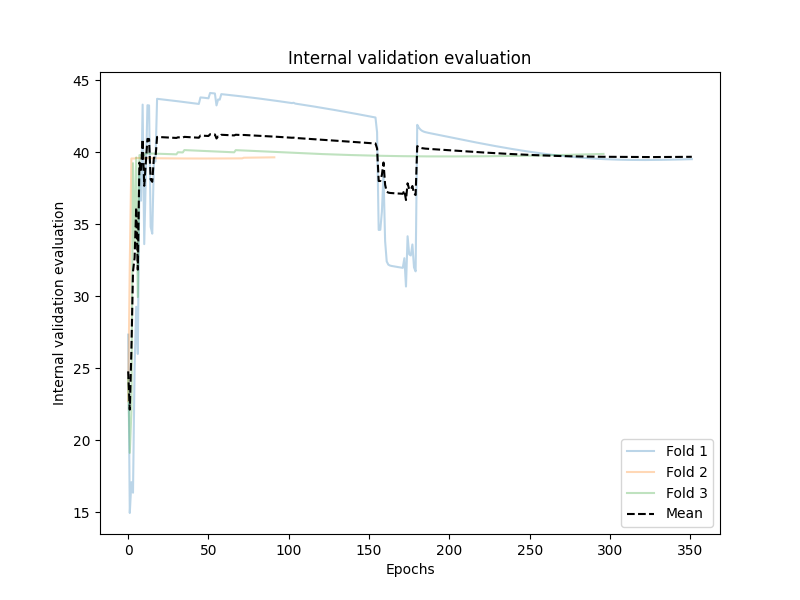 Internal validation evaluation
Internal validation evaluation
45
40
35
30
25
20
15
0 50 100 150 200 250 300 350
Epochs
Fold 1
Fold 2
Fold 3
Mean